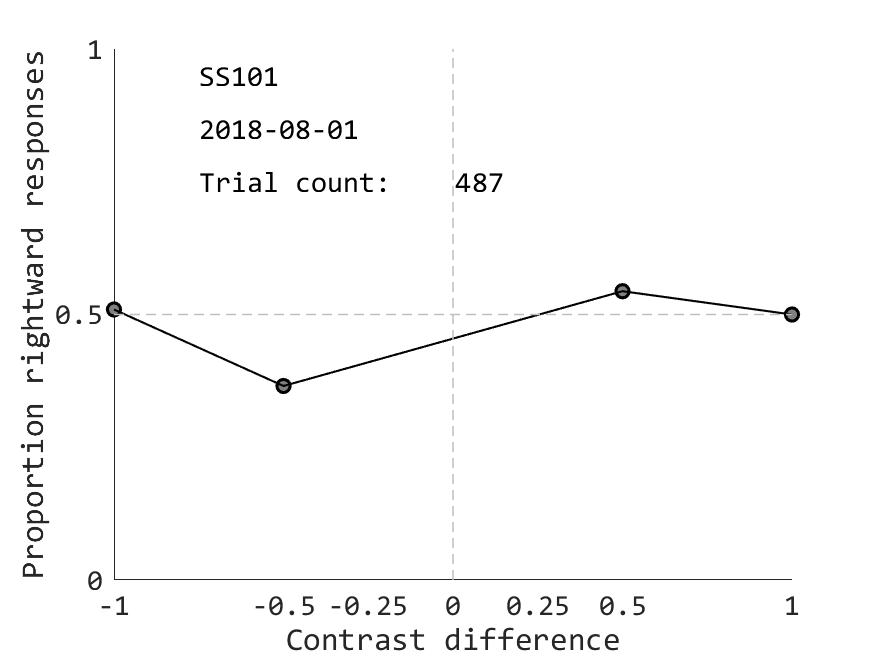 SS101
2018-08-01
Trial count: 487
Proportion rightward responses
1
0.5
0
-1 -0.5 -0.25 0 0.25 0.5 1
Contrast difference